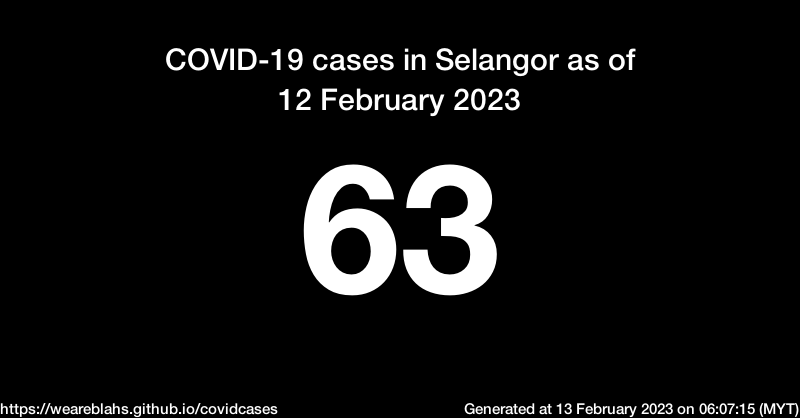 COVID-19 cases in Selangor as of
12 February 2023
63
https://weareblahs.github.io/covidcases
Generated at 13 February 2023 on 06:07:15 (MYT)